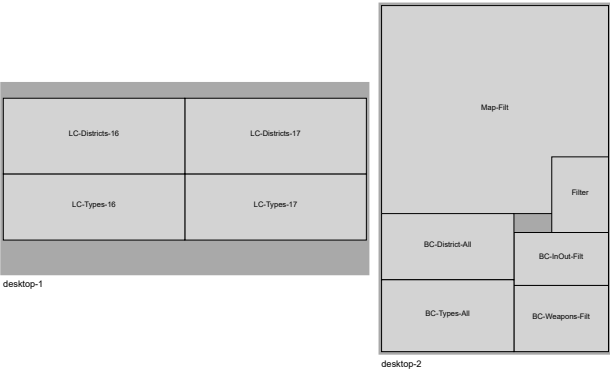 LC-Districts-16
LC-Districts-17
LC-Types-16
LC-Types-17
desktop-1
Map-Filt
Filter
BC-District-All
BC-InOut-Filt
BC-Types-All
BC-Weapons-Filt
desktop-2